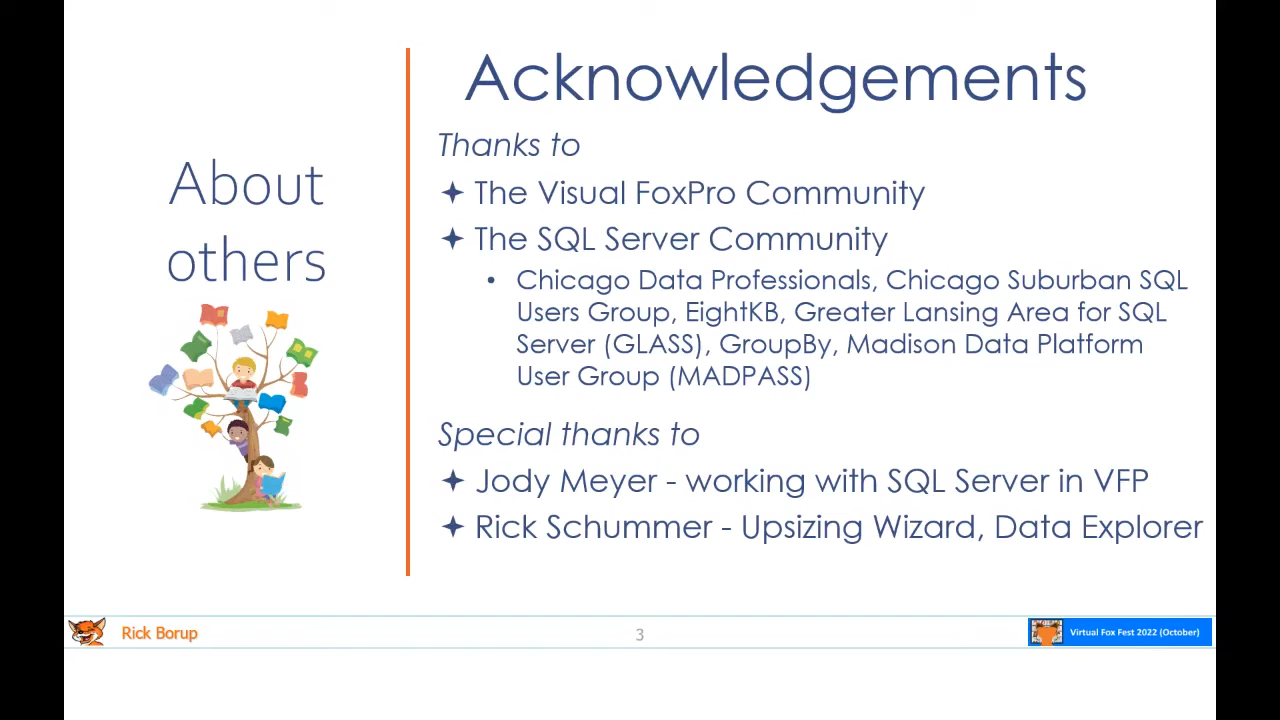 About
others
Acknowledgements
Thanks to
✦ The Visual FoxPro Community
✦ The SQL Server Community
• Chicago Data Professionals, Chicago Suburban SQL
Users Group, EightKB, Greater Lansing Area for SQL
Server (GLASS), GroupBy, Madison Data Platform
User Group (MADPASS)
Special thanks to
✦ Jody Meyer - working with SQL Server in VFP
✦ Rick Schummer - Upsizing Wizard, Data Explorer
Rick Borup
3
Virtual Fox Fest 2022 (October)